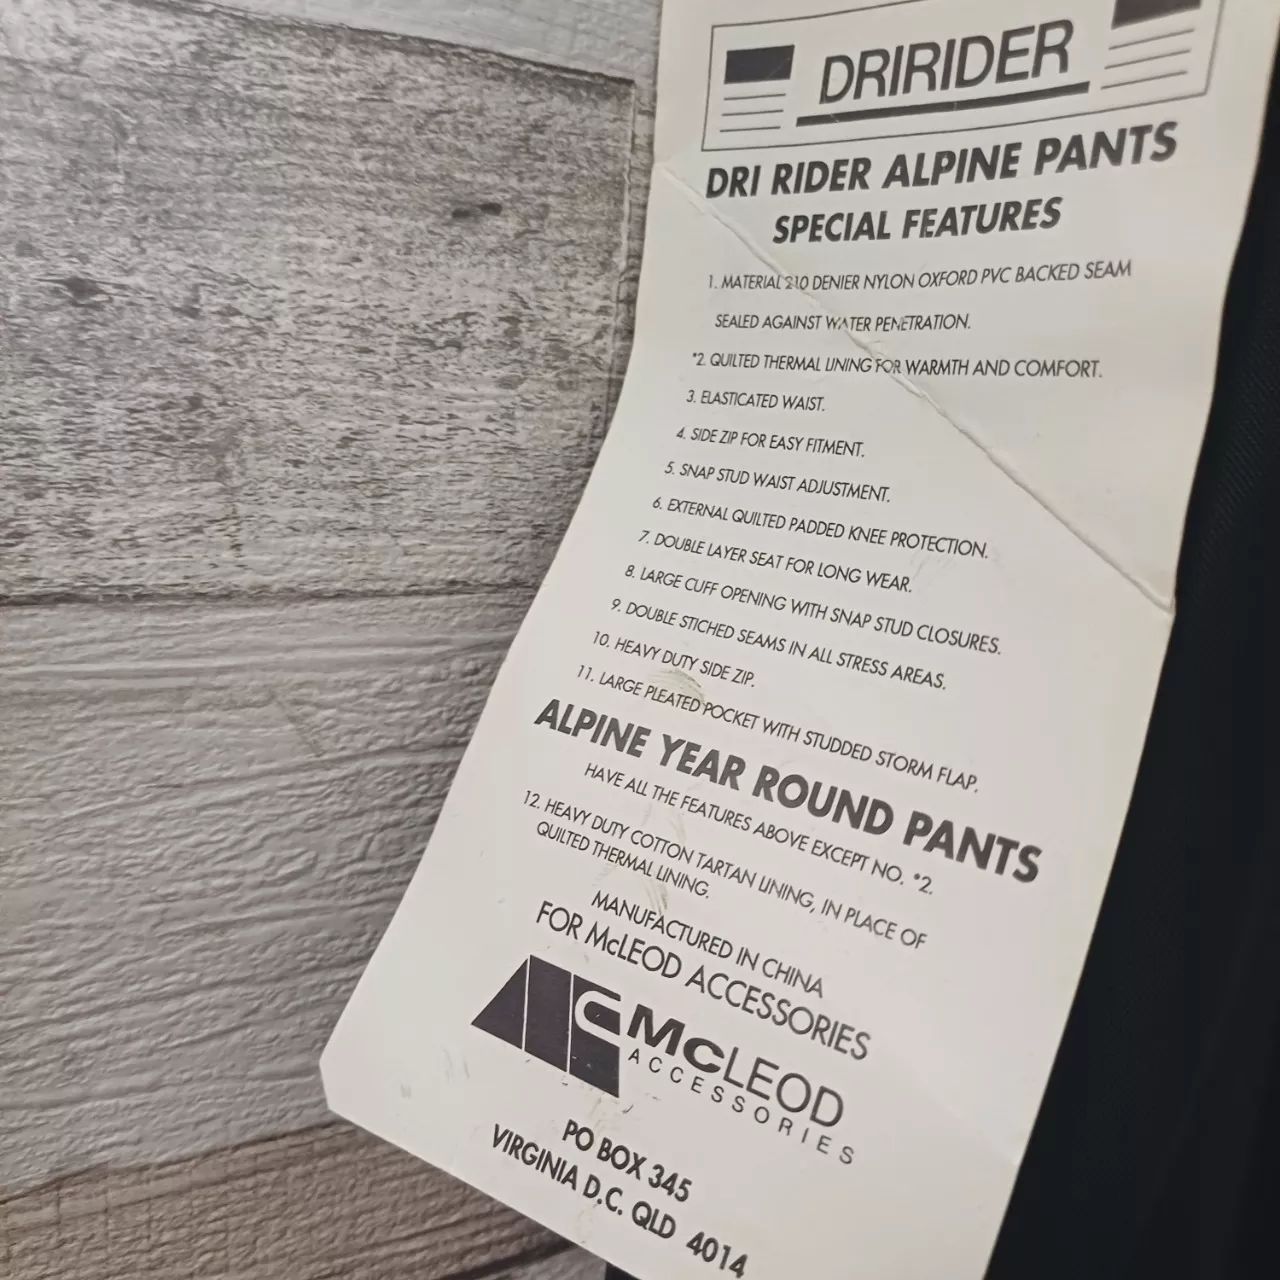 DRIRIDER
DRI RIDER ALPINE PANTS
SPECIAL FEATURES
1. MATERIAL 210 DENIER NYLON OXFORD PVC BACKED SEAM
SEALED AGAINST WATER PENETRATION.
*2. QUILTED THERMAL LINING FOR WARMTH AND COMFORT.
3. ELASTICATED WAIST.
4. SIDE ZIP FOR EASY FITMENT.
5. SNAP STUD WAIST ADJUSTMENT.
6. EXTERNAL QUILTED PADDED KNEE PROTECTION.
7. DOUBLE LAYER SEAT FOR LONG WEAR.
8. LARGE CUFF OPENING WITH SNAP STUD CLOSURES.
9. DOUBLE STICHED SEAMS IN ALL STRESS AREAS.
10. HEAVY DUTY SIDE ZIP.
11. LARGE PLEATED POCKET WITH STUDDED STORM FLAP.
ALPINE YEAR ROUND PANTS
HAVE ALL THE FEATURES ABOVE EXCEPT NO. *2.
12. HEAVY DUTY COTTON TARTAN LINING, IN PLACE OF
QUILTED THERMAL LINING.
MANUFACTURED IN CHINA
FOR McLEOD ACCESSORIES
McLEOD
ACCESSORIES
PO BOX 345
VIRGINIA D.C. QLD 4014